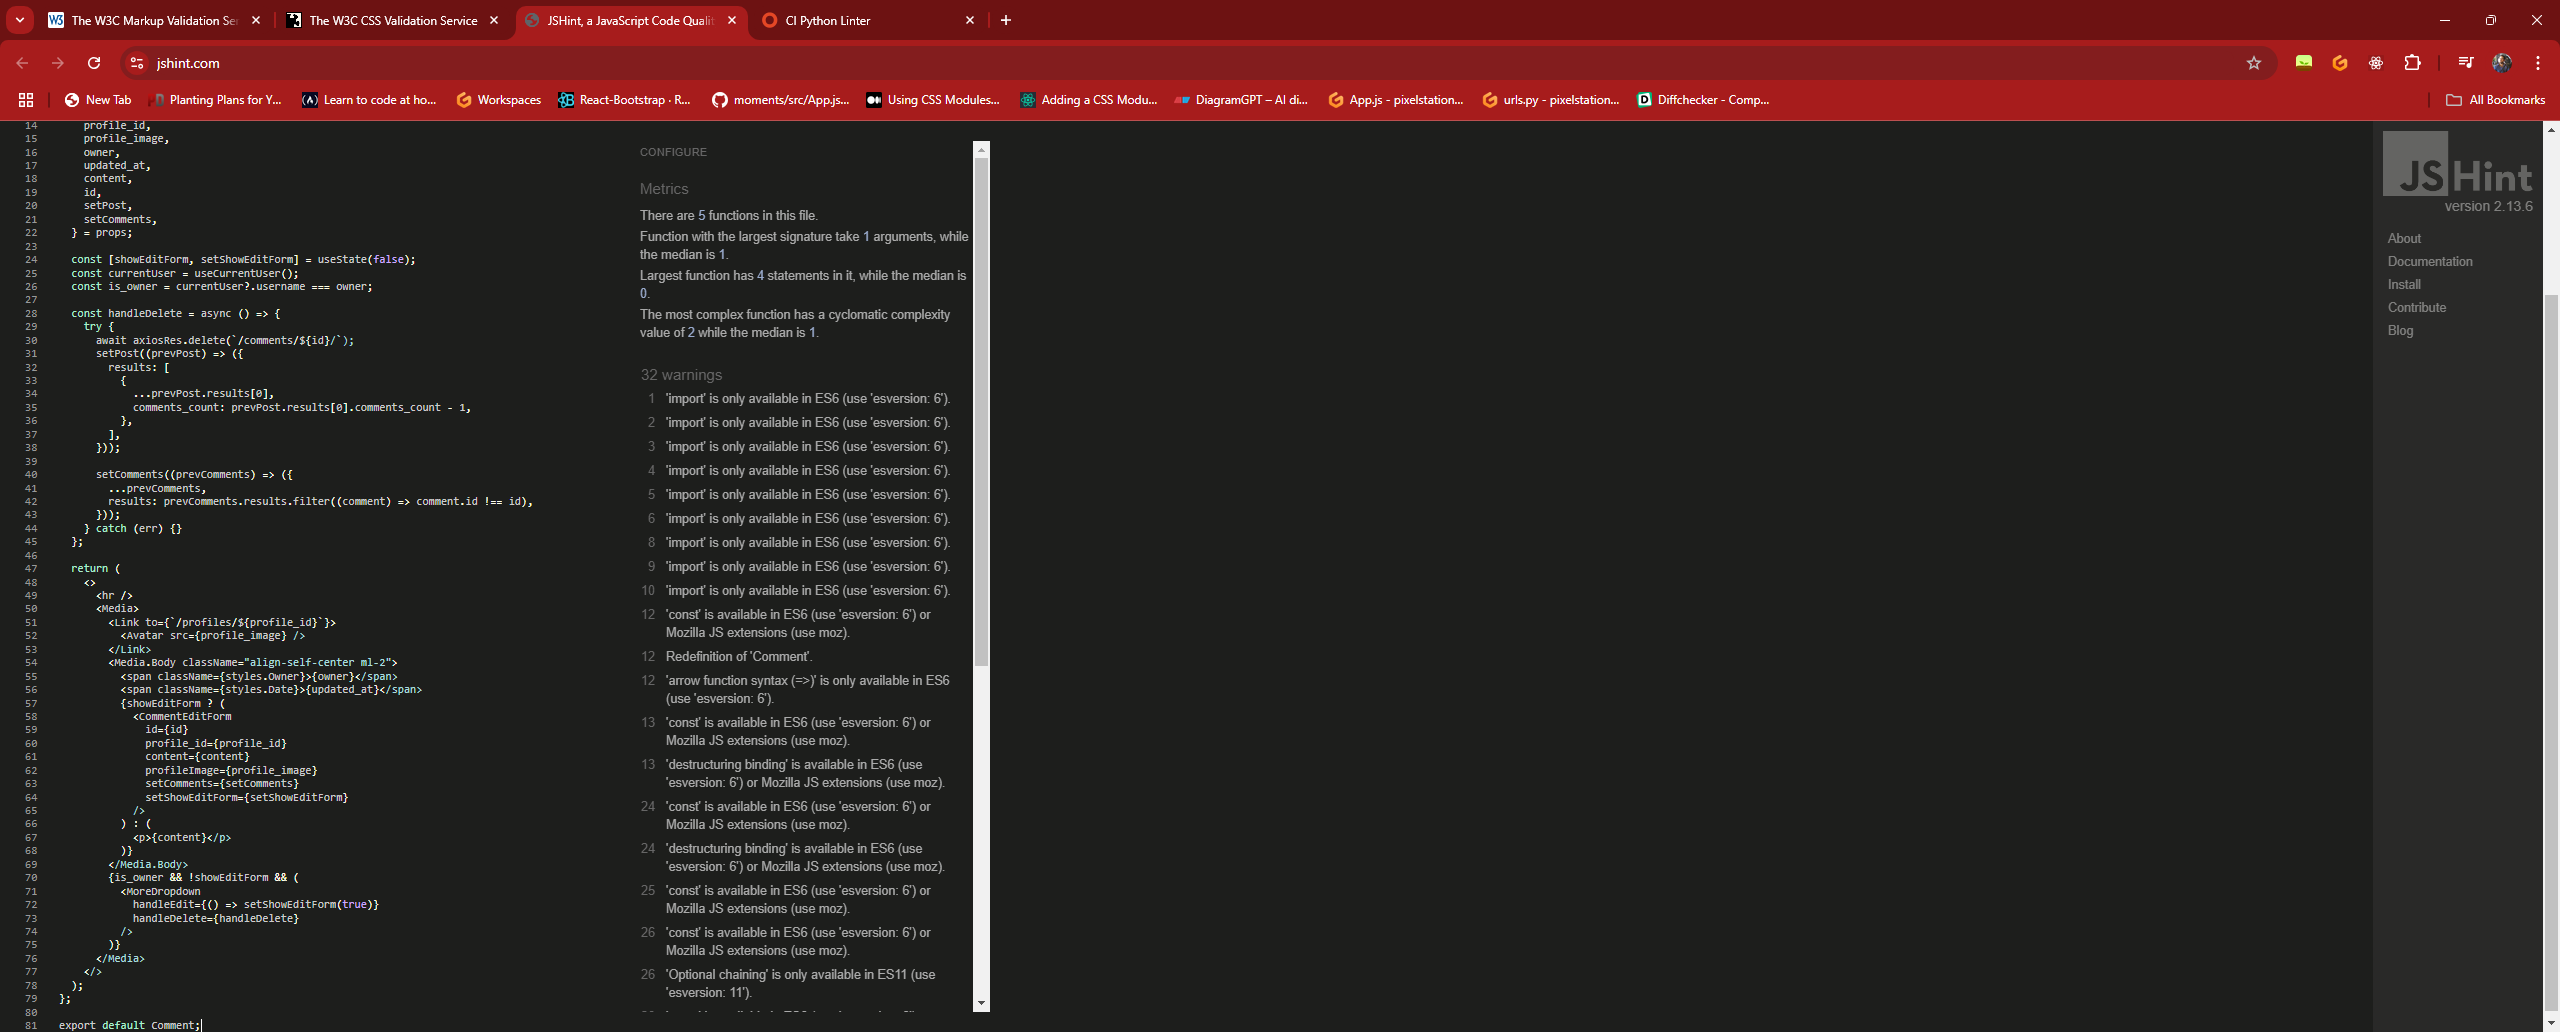 The W3C Markup Validation Se
The W3C CSS Validation Service
JSHint, a JavaScript Code Qualit
CI Python Linter
jshint.com
New Tab
Planting Plans for Y...
Learn to code at ho...
Workspaces
React-Bootstrap · R...
moments/src/App.js...
Using CSS Modules...
Adding a CSS Modu...
DiagramGPT – AI di...
App.js - pixelstation...
urls.py - pixelstation...
Diffchecker - Comp...
All Bookmarks
14 profile_id,
15 profile_image,
16 owner,
17 updated_at,
18 content,
19 id,
20 setPost,
21 setComments,
22 } = props;
23
24 const [showEditForm, setShowEditForm] = useState(false);
25 const currentUser = useCurrentUser();
26 const is_owner = currentUser?.username === owner;
27
28 const handleDelete = async () => {
29 try {
30 await axiosRes.delete(`/comments/${id}/`);
31 setPost((prevPost) => ({
32 results: [
33 {
34 ...prevPost.results[0],
35 comments_count: prevPost.results[0].comments_count - 1,
36 },
37 ],
38 }));
39
40 setComments((prevComments) => ({
41 ...prevComments,
42 results: prevComments.results.filter((comment) => comment.id !== id),
43 }));
44 } catch (err) {}
45 };
46
47 return (
48 <>
49 <hr />
50 <Media>
51 <Link to={`/profiles/${profile_id}`}>
52 <Avatar src={profile_image} />
53 </Link>
54 <Media.Body className="align-self-center ml-2">
55 <span className={styles.Owner}>{owner}</span>
56 <span className={styles.Date}>{updated_at}</span>
57 {showEditForm ? (
58 <CommentEditForm
59 id={id}
60 profile_id={profile_id}
61 content={content}
62 profileImage={profile_image}
63 setComments={setComments}
64 setShowEditForm={setShowEditForm}
65 />
66 ) : (
67 <p>{content}</p>
68 )}
69 </Media.Body>
70 {is_owner && !showEditForm && (
71 <MoreDropdown
72 handleEdit={() => setShowEditForm(true)}
73 handleDelete={handleDelete}
74 />
75 )}
76 </Media>
77 </>
78 );
79 };
80
81 export default Comment;
CONFIGURE
Metrics
There are 5 functions in this file.
Function with the largest signature take 1 arguments, while
the median is 1.
Largest function has 4 statements in it, while the median is
0.
The most complex function has a cyclomatic complexity
value of 2 while the median is 1.
32 warnings
1 'import' is only available in ES6 (use 'esversion: 6').
2 'import' is only available in ES6 (use 'esversion: 6').
3 'import' is only available in ES6 (use 'esversion: 6').
4 'import' is only available in ES6 (use 'esversion: 6').
5 'import' is only available in ES6 (use 'esversion: 6').
6 'import' is only available in ES6 (use 'esversion: 6').
8 'import' is only available in ES6 (use 'esversion: 6').
9 'import' is only available in ES6 (use 'esversion: 6').
10 'import' is only available in ES6 (use 'esversion: 6').
12 'const' is available in ES6 (use 'esversion: 6') or
Mozilla JS extensions (use moz).
12 Redefinition of 'Comment'.
12 'arrow function syntax (=>)' is only available in ES6
(use 'esversion: 6').
13 'const' is available in ES6 (use 'esversion: 6') or
Mozilla JS extensions (use moz).
13 'destructuring binding' is available in ES6 (use
'esversion: 6') or Mozilla JS extensions (use moz).
24 'const' is available in ES6 (use 'esversion: 6') or
Mozilla JS extensions (use moz).
24 'destructuring binding' is available in ES6 (use
'esversion: 6') or Mozilla JS extensions (use moz).
25 'const' is available in ES6 (use 'esversion: 6') or
Mozilla JS extensions (use moz).
26 'const' is available in ES6 (use 'esversion: 6') or
Mozilla JS extensions (use moz).
26 'Optional chaining' is only available in ES11 (use
'esversion: 11').
JSHint
version 2.13.6
About
Documentation
Install
Contribute
Blog